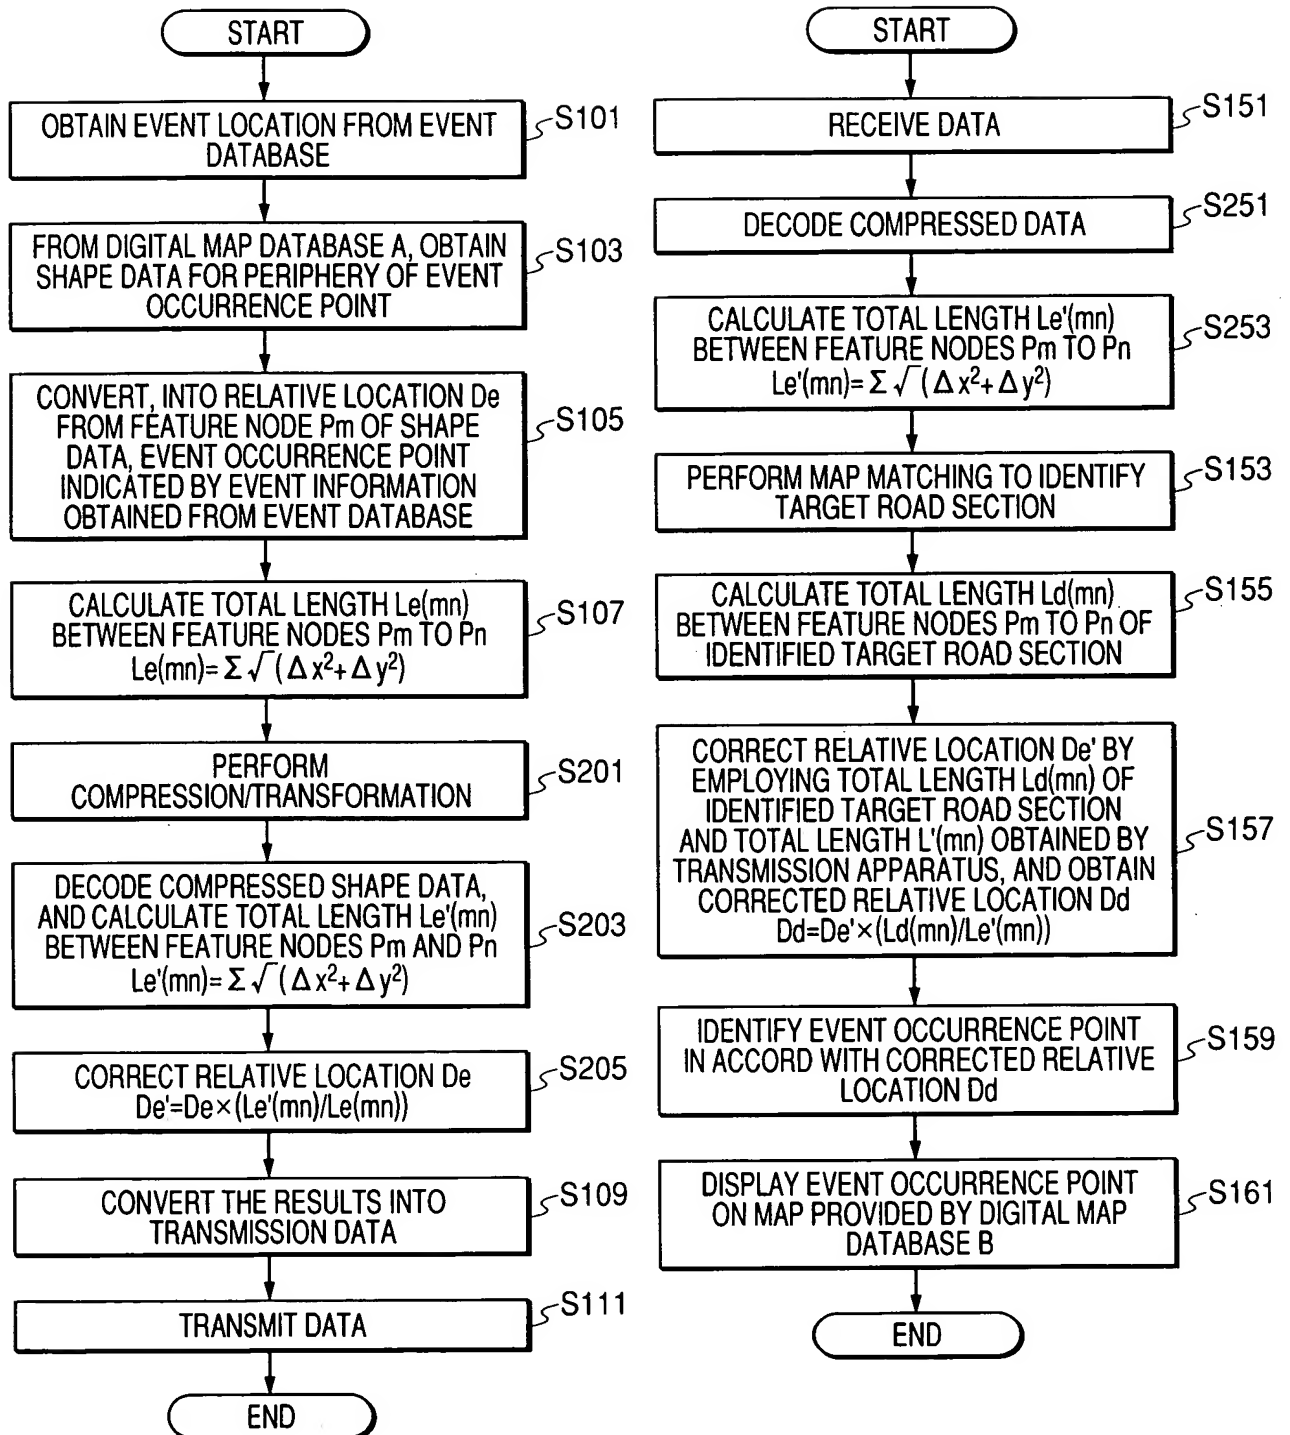 START
OBTAIN EVENT LOCATION FROM EVENT
DATABASE
S101
FROM DIGITAL MAP DATABASE A, OBTAIN
SHAPE DATA FOR PERIPHERY OF EVENT
OCCURRENCE POINT
S103
CONVERT, INTO RELATIVE LOCATION De
FROM FEATURE NODE Pm OF SHAPE
DATA, EVENT OCCURRENCE POINT
INDICATED BY EVENT INFORMATION
OBTAINED FROM EVENT DATABASE
S105
CALCULATE TOTAL LENGTH Le(mn)
BETWEEN FEATURE NODES Pm TO Pn
Le(mn)=Σ√(Δx²+Δy²)
S107
PERFORM
COMPRESSION/TRANSFORMATION
S201
DECODE COMPRESSED SHAPE DATA,
AND CALCULATE TOTAL LENGTH Le'(mn)
BETWEEN FEATURE NODES Pm AND Pn
Le'(mn)=Σ√(Δx²+Δy²)
S203
CORRECT RELATIVE LOCATION De
De'=De×(Le'(mn)/Le(mn))
S205
CONVERT THE RESULTS INTO
TRANSMISSION DATA
S109
TRANSMIT DATA
S111
END
START
RECEIVE DATA
S151
DECODE COMPRESSED DATA
S251
CALCULATE TOTAL LENGTH Le'(mn)
BETWEEN FEATURE NODES Pm TO Pn
Le'(mn)=Σ√(Δx²+Δy²)
S253
PERFORM MAP MATCHING TO IDENTIFY
TARGET ROAD SECTION
S153
CALCULATE TOTAL LENGTH Ld(mn)
BETWEEN FEATURE NODES Pm TO Pn OF
IDENTIFIED TARGET ROAD SECTION
S155
CORRECT RELATIVE LOCATION De' BY
EMPLOYING TOTAL LENGTH Ld(mn) OF
IDENTIFIED TARGET ROAD SECTION
AND TOTAL LENGTH L'(mn) OBTAINED BY
TRANSMISSION APPARATUS, AND OBTAIN
CORRECTED RELATIVE LOCATION Dd
Dd=De'×(Ld(mn)/Le'(mn))
S157
IDENTIFY EVENT OCCURRENCE POINT
IN ACCORD WITH CORRECTED RELATIVE
LOCATION Dd
S159
DISPLAY EVENT OCCURRENCE POINT
ON MAP PROVIDED BY DIGITAL MAP
DATABASE B
S161
END